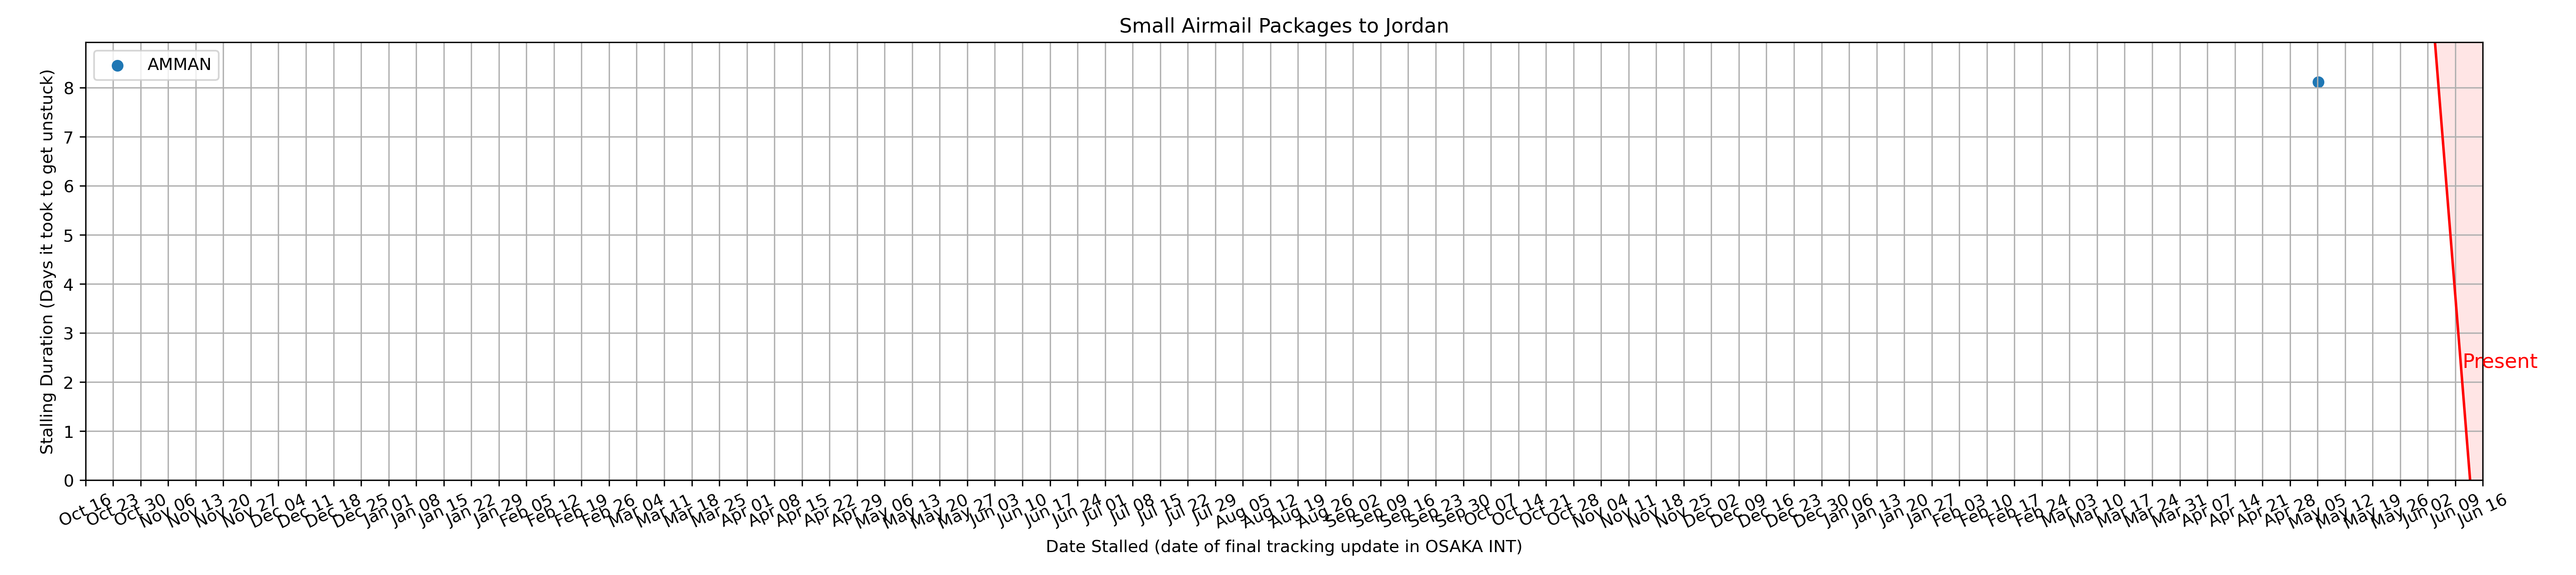 Small Airmail Packages to Jordan
AMMAN
Stalling Duration (Days it took to get unstuck)
8
7
6
5
4
3
2
1
0
Present
Oct 16
Oct 23
Oct 30
Nov 06
Nov 13
Nov 20
Nov 27
Dec 04
Dec 11
Dec 18
Dec 25
Jan 01
Jan 08
Jan 15
Jan 22
Jan 29
Feb 05
Feb 12
Feb 19
Feb 26
Mar 04
Mar 11
Mar 18
Mar 25
Apr 01
Apr 08
Apr 15
Apr 22
Apr 29
May 06
May 13
May 20
May 27
Jun 03
Jun 10
Jun 17
Jun 24
Jul 01
Jul 08
Jul 15
Jul 22
Jul 29
Aug 05
Aug 12
Aug 19
Aug 26
Sep 02
Sep 09
Sep 16
Sep 23
Sep 30
Oct 07
Oct 14
Oct 21
Oct 28
Nov 04
Nov 11
Nov 18
Nov 25
Dec 02
Dec 09
Dec 16
Dec 23
Dec 30
Jan 06
Jan 13
Jan 20
Jan 27
Feb 03
Feb 10
Feb 17
Feb 24
Mar 03
Mar 10
Mar 17
Mar 24
Mar 31
Apr 07
Apr 14
Apr 21
Apr 28
May 05
May 12
May 19
May 26
Jun 02
Jun 09
Jun 16
Date Stalled (date of final tracking update in OSAKA INT)